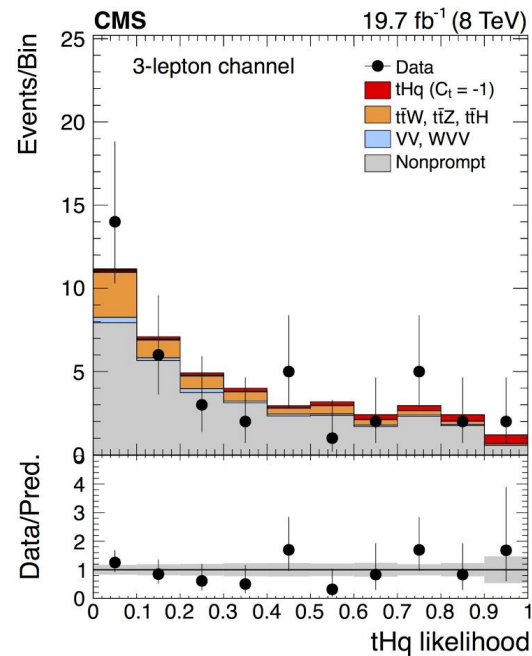 CMS 19.7 fb⁻¹ (8 TeV)
3-lepton channel
Data
tHq (Cₜ = -1)
tt̄W, tt̄Z, tt̄H
VV, WVV
Nonprompt
Events/Bin
25
20
15
10
5
0
Data/Pred.
5
4
3
2
1
0
0 0.1 0.2 0.3 0.4 0.5 0.6 0.7 0.8 0.9 1
tHq likelihood